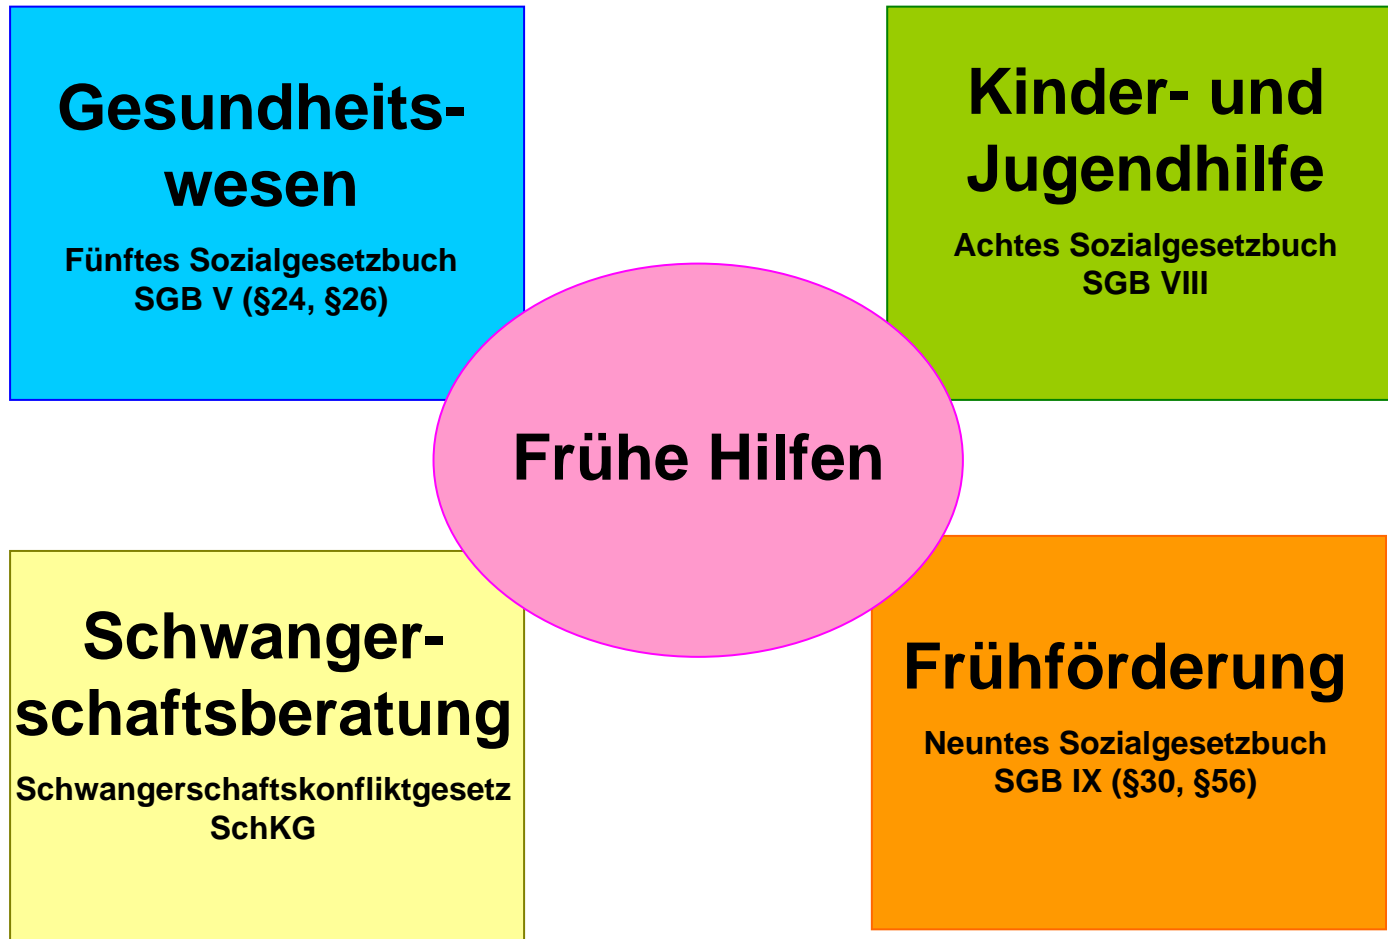 Gesundheits-
wesen
Fünftes Sozialgesetzbuch
SGB V (§24, §26)
Kinder- und
Jugendhilfe
Achtes Sozialgesetzbuch
SGB VIII
Frühe Hilfen
Schwanger-
schaftsberatung
Schwangerschaftskonfliktgesetz
SchKG
Frühförderung
Neuntes Sozialgesetzbuch
SGB IX (§30, §56)